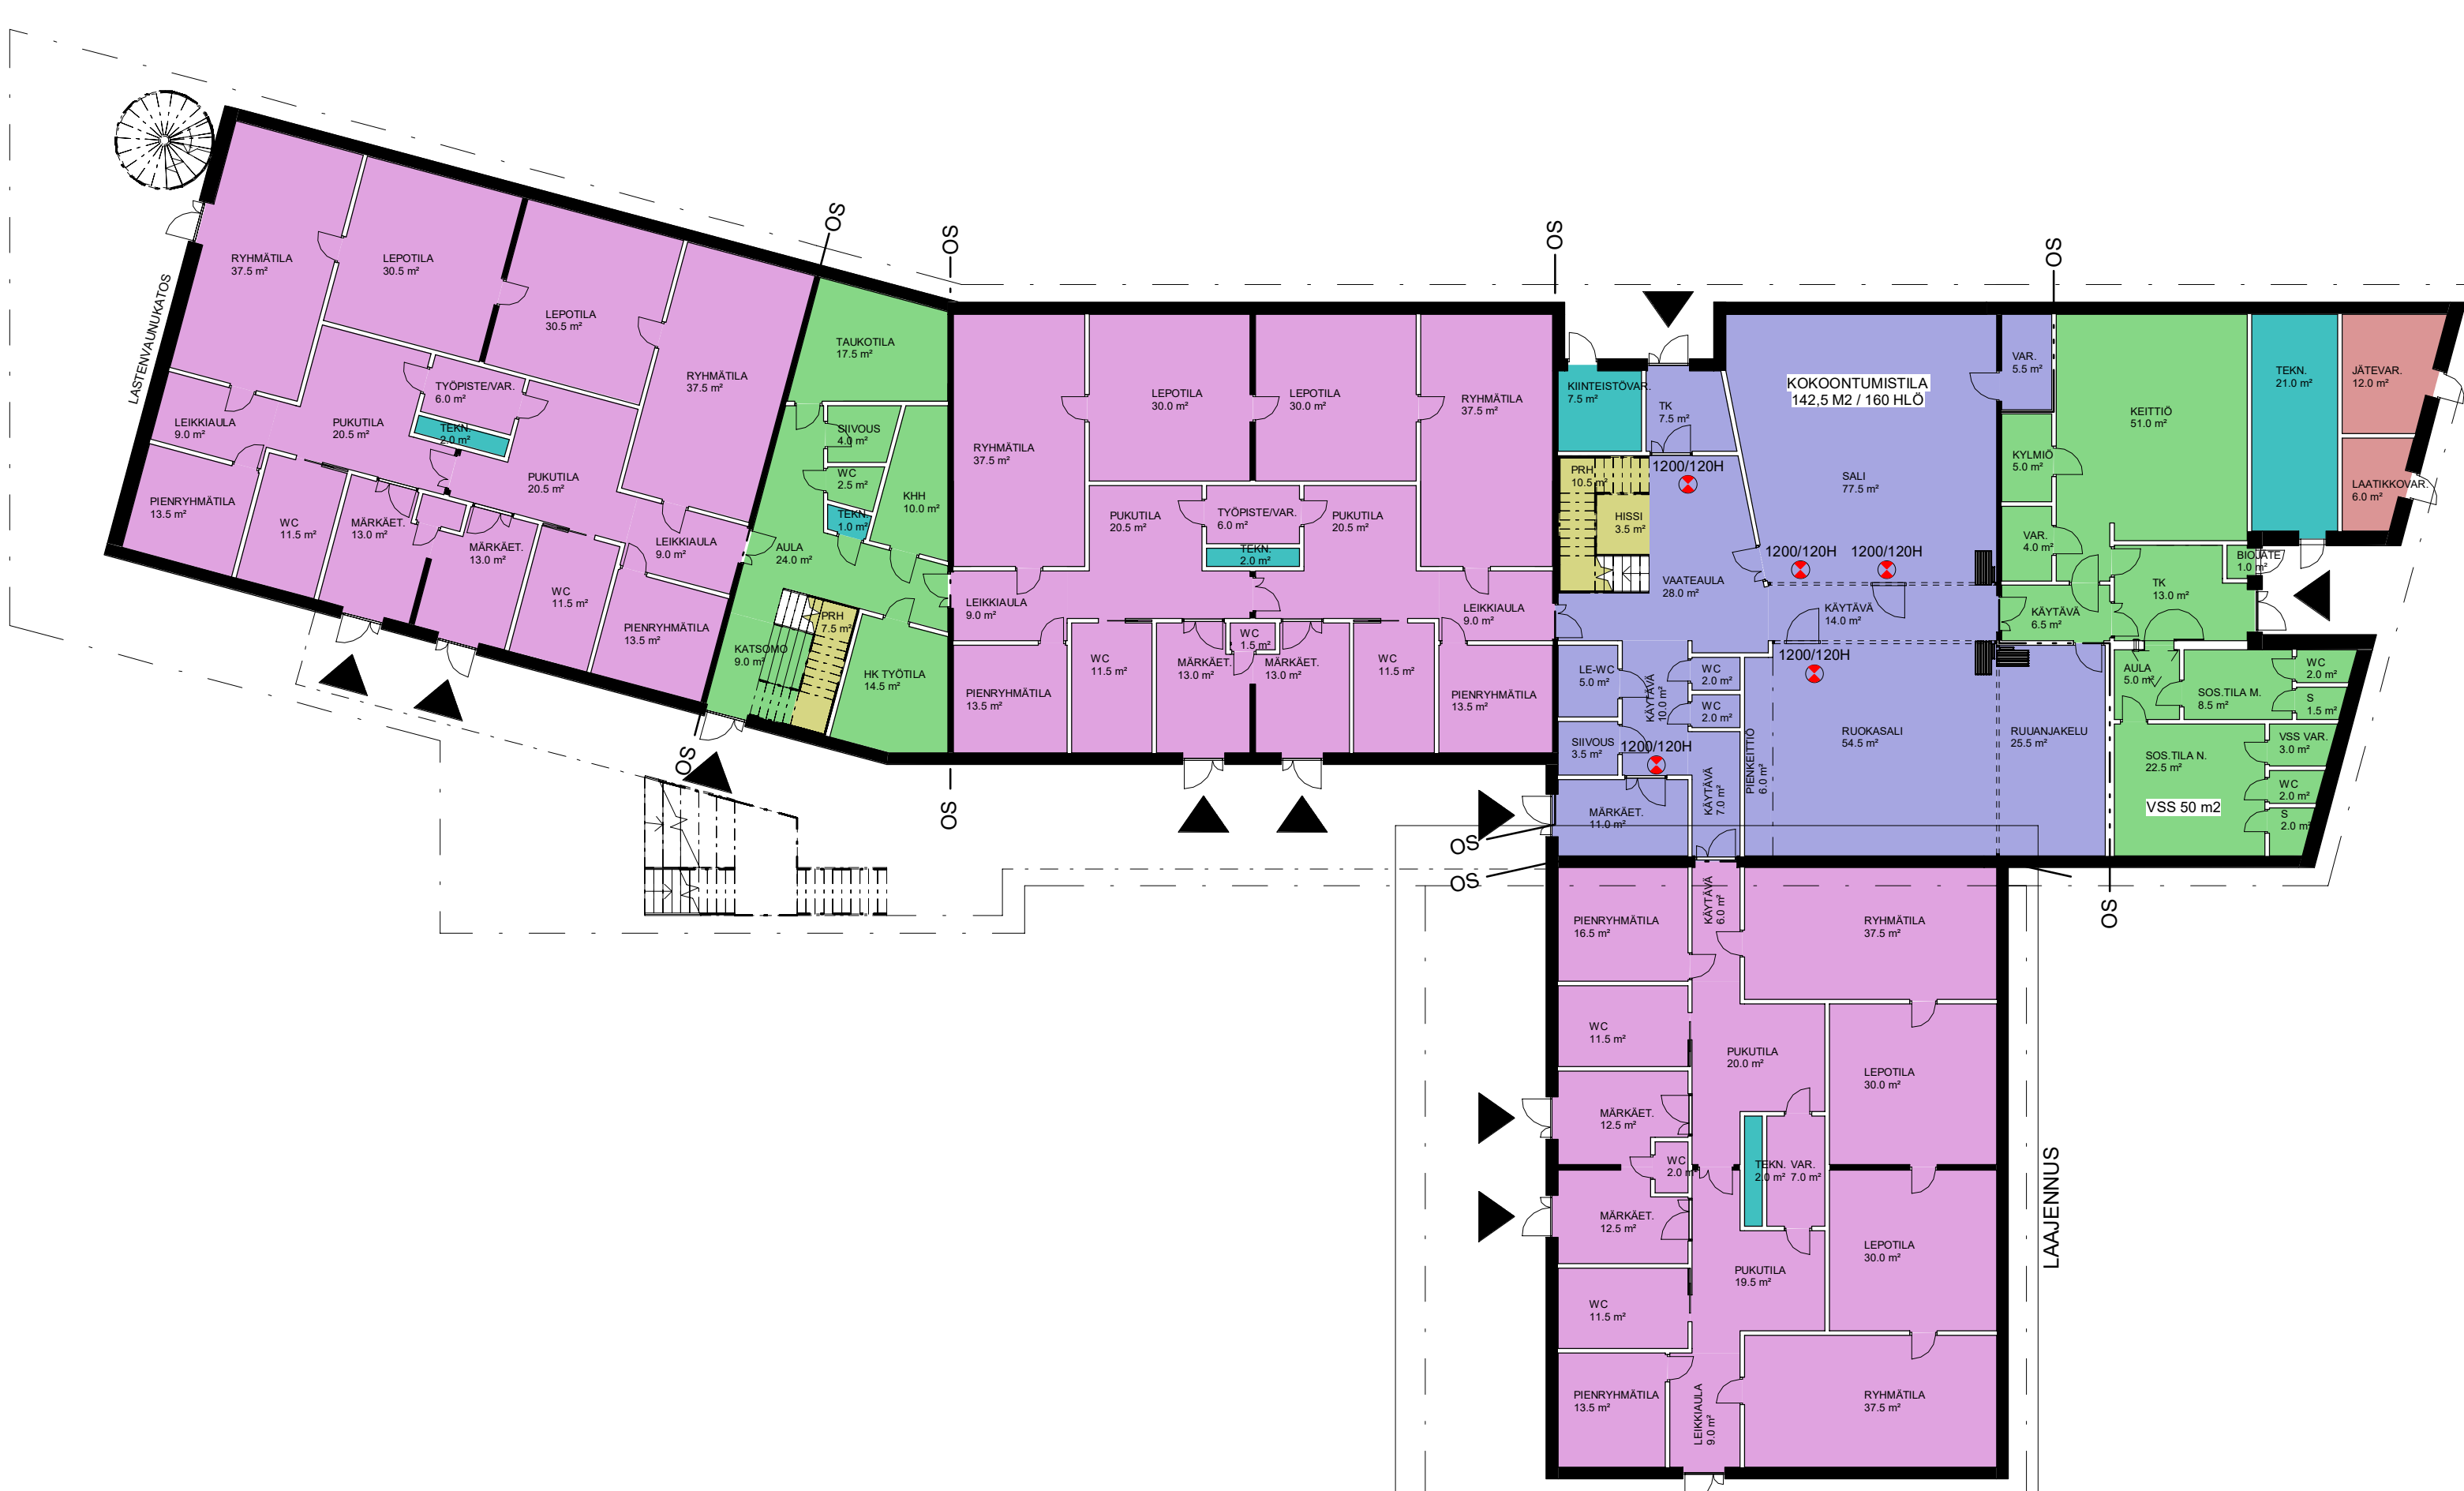 LASTENVAUNUKATOS
RYHMÄTILA
37.5 m²
LEPOTILA
30.5 m²
LEPOTILA
30.5 m²
RYHMÄTILA
37.5 m²
LEIKKIAULA
9.0 m²
PUKUTILA
20.5 m²
TYÖPISTE/VAR.
6.0 m²
TEKN.
2.0 m²
PUKUTILA
20.5 m²
PIENRYHMÄTILA
13.5 m²
WC
11.5 m²
MÄRKÄET.
13.0 m²
MÄRKÄET.
13.0 m²
WC
11.5 m²
LEIKKIAULA
9.0 m²
PIENRYHMÄTILA
13.5 m²
OS
OS
TAUKOTILA
17.5 m²
SIIVOUS
4.0 m²
WC
2.5 m²
TEKN.
1.0 m²
KHH
10.0 m²
AULA
24.0 m²
PRH
7.5 m²
KATSOMO
9.0 m²
HK TYÖTILA
14.5 m²
OS
OS
RYHMÄTILA
37.5 m²
LEPOTILA
30.0 m²
LEPOTILA
30.0 m²
RYHMÄTILA
37.5 m²
PUKUTILA
20.5 m²
TYÖPISTE/VAR.
6.0 m²
TEKN.
2.0 m²
PUKUTILA
20.5 m²
LEIKKIAULA
9.0 m²
LEIKKIAULA
9.0 m²
PIENRYHMÄTILA
13.5 m²
WC
11.5 m²
MÄRKÄET.
13.0 m²
WC
1.5 m²
MÄRKÄET.
13.0 m²
WC
11.5 m²
PIENRYHMÄTILA
13.5 m²
OS
OS
KIINTEISTÖVAR.
7.5 m²
TK
7.5 m²
KOKOONTUMISTILA
142,5 M2 / 160 HLÖ
PRH
10.5 m²
HISSI
3.5 m²
1200/120H
SALI
77.5 m²
1200/120H
1200/120H
VAATEAULA
28.0 m²
KÄYTÄVÄ
14.0 m²
1200/120H
LE-WC
5.0 m²
KÄYTÄVÄ
10.0 m²
WC
2.0 m²
WC
2.0 m²
SIIVOUS
3.5 m²
1200/120H
KÄYTÄVÄ
7.0 m²
PIENKEITTIÖ
6.0 m²
RUOKASALI
54.5 m²
RUUANJAKELU
25.5 m²
MÄRKÄET.
11.0 m²
VAR.
5.5 m²
KYLMIÖ
5.0 m²
VAR.
4.0 m²
KEITTIÖ
51.0 m²
TEKN.
21.0 m²
JÄTEVAR.
12.0 m²
LAATIKKOVAR.
6.0 m²
BIOJÄTE
1.0 m²
TK
13.0 m²
KÄYTÄVÄ
6.5 m²
AULA
5.0 m²
SOS.TILA M.
8.5 m²
WC
2.0 m²
S
1.5 m²
SOS.TILA N.
22.5 m²
VSS VAR.
3.0 m²
WC
2.0 m²
S
2.0 m²
VSS 50 m2
OS
OS
OS
PIENRYHMÄTILA
16.5 m²
KÄYTÄVÄ
6.0 m²
RYHMÄTILA
37.5 m²
WC
11.5 m²
PUKUTILA
20.0 m²
LEPOTILA
30.0 m²
MÄRKÄET.
12.5 m²
WC
2.0 m²
TEKN.
2.0 m²
VAR.
7.0 m²
MÄRKÄET.
12.5 m²
LEPOTILA
30.0 m²
PUKUTILA
19.5 m²
WC
11.5 m²
PIENRYHMÄTILA
13.5 m²
LEIKKIAULA
9.0 m²
RYHMÄTILA
37.5 m²
LAAJENNUS